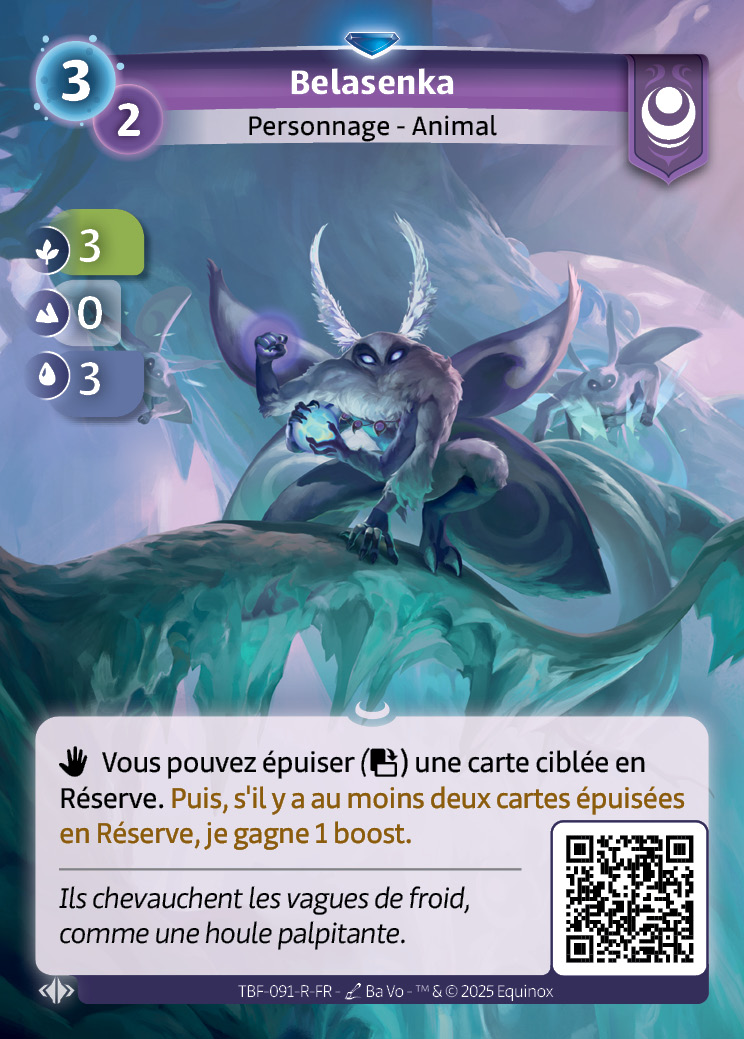 3
Belasenka
2
Personnage - Animal
3
0
3
Vous pouvez épuiser () une carte ciblée en
Réserve. Puis, s'il y a au moins deux cartes épuisées
en Réserve, je gagne 1 boost.
Ils chevauchent les vagues de froid,
comme une houle palpitante.
TBF-091-R-FR - Ba Vo - ™ & © 2025 Equinox